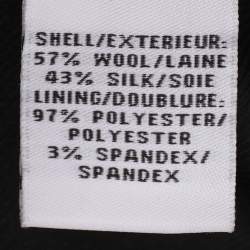 SHELL/EXTERIEUR:
57% WOOL/LAINE
43% SILK/SOIE
LINING/DOUBLURE:
97% POLYESTER/
POLYESTER
3% SPANDEX/
SPANDEX